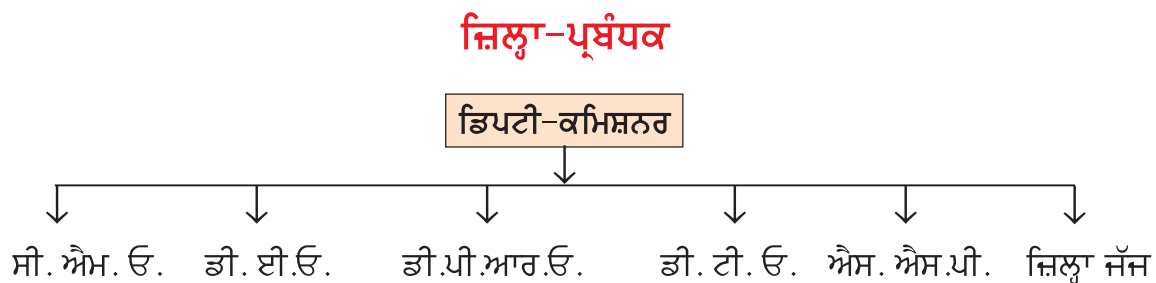 ਜ਼ਿਲ੍ਹਾ-ਪ੍ਰਬੰਧਕ
ਡਿਪਟੀ-ਕਮਿਸ਼ਨਰ
ਸੀ. ਐਮ. ਓ. ਡੀ. ਈ.ਓ. ਡੀ.ਪੀ.ਆਰ.ਓ. ਡੀ. ਟੀ. ਓ. ਐਸ. ਐਸ.ਪੀ. ਜ਼ਿਲ੍ਹਾ ਜੱਜ